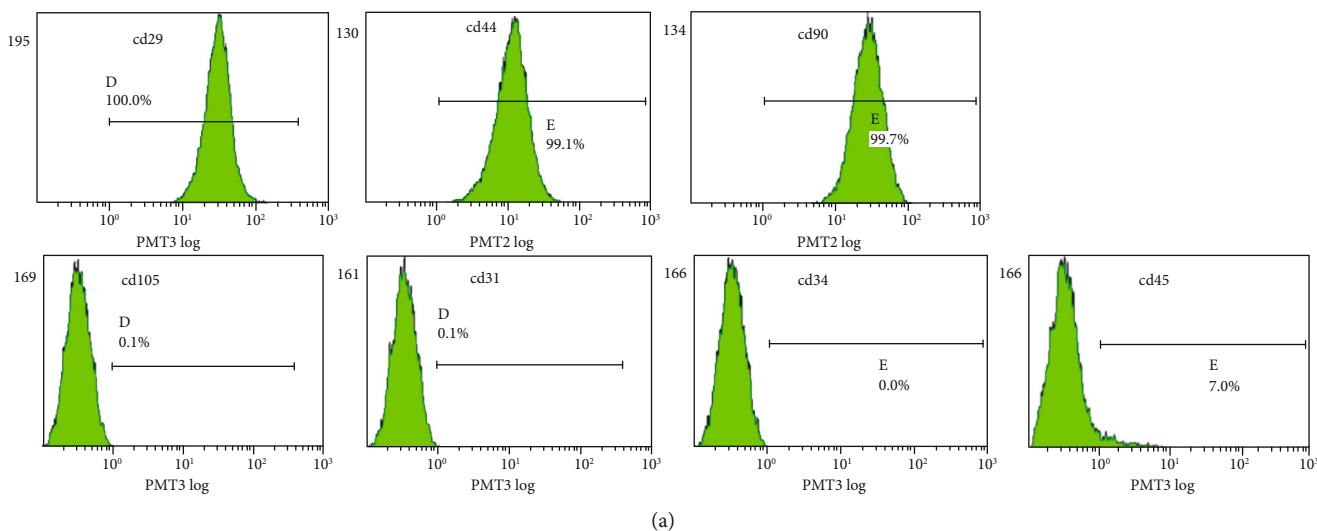 195
cd29
D
100.0%
10⁰ 10¹ 10² 10³
PMT3 log
130
cd44
E
99.1%
10⁰ 10¹ 10² 10³
PMT2 log
134
cd90
E
99.7%
10⁰ 10¹ 10² 10³
PMT2 log
169
cd105
D
0.1%
10⁰ 10¹ 10² 10³
PMT3 log
161
cd31
D
0.1%
10⁰ 10¹ 10² 10³
PMT3 log
166
cd34
E
0.0%
10⁰ 10¹ 10² 10³
PMT3 log
166
cd45
E
7.0%
10⁰ 10¹ 10² 10³
PMT3 log
(a)